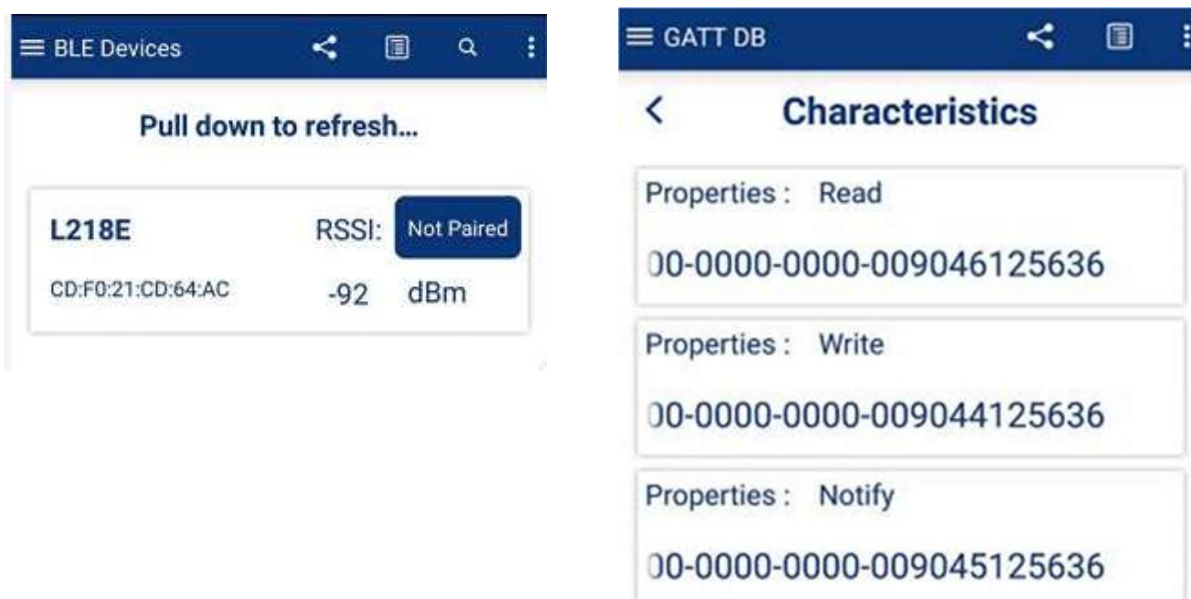 BLE Devices
Pull down to refresh...
L218E RSSI: Not Paired
CD:F0:21:CD:64:AC -92 dBm
GATT DB
Characteristics
Properties : Read
00-0000-0000-009046125636
Properties : Write
00-0000-0000-009044125636
Properties : Notify
00-0000-0000-009045125636